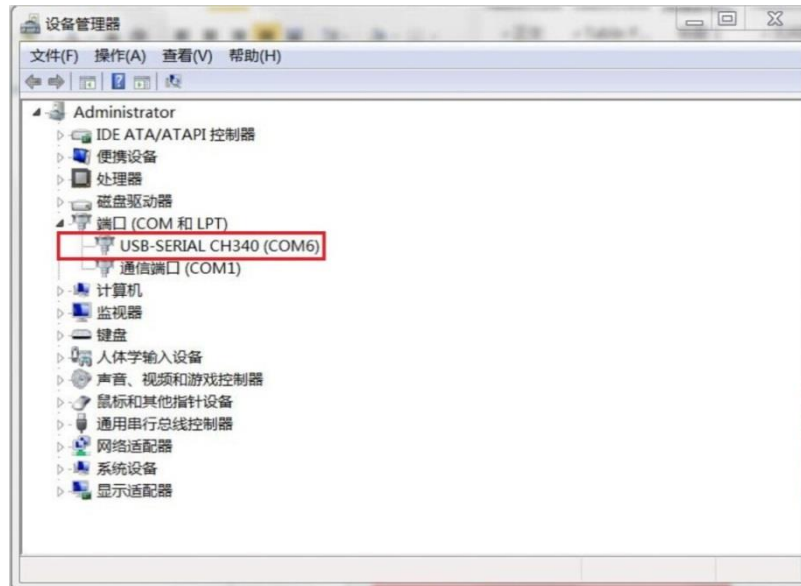 设备管理器
文件(F) 操作(A) 查看(V) 帮助(H)
Administrator
IDE ATA/ATAPI 控制器
便携设备
处理器
磁盘驱动器
端口 (COM 和 LPT)
USB-SERIAL CH340 (COM6)
通信端口 (COM1)
计算机
监视器
键盘
人体学输入设备
声音、视频和游戏控制器
鼠标和其他指针设备
通用串行总线控制器
网络适配器
系统设备
显示适配器